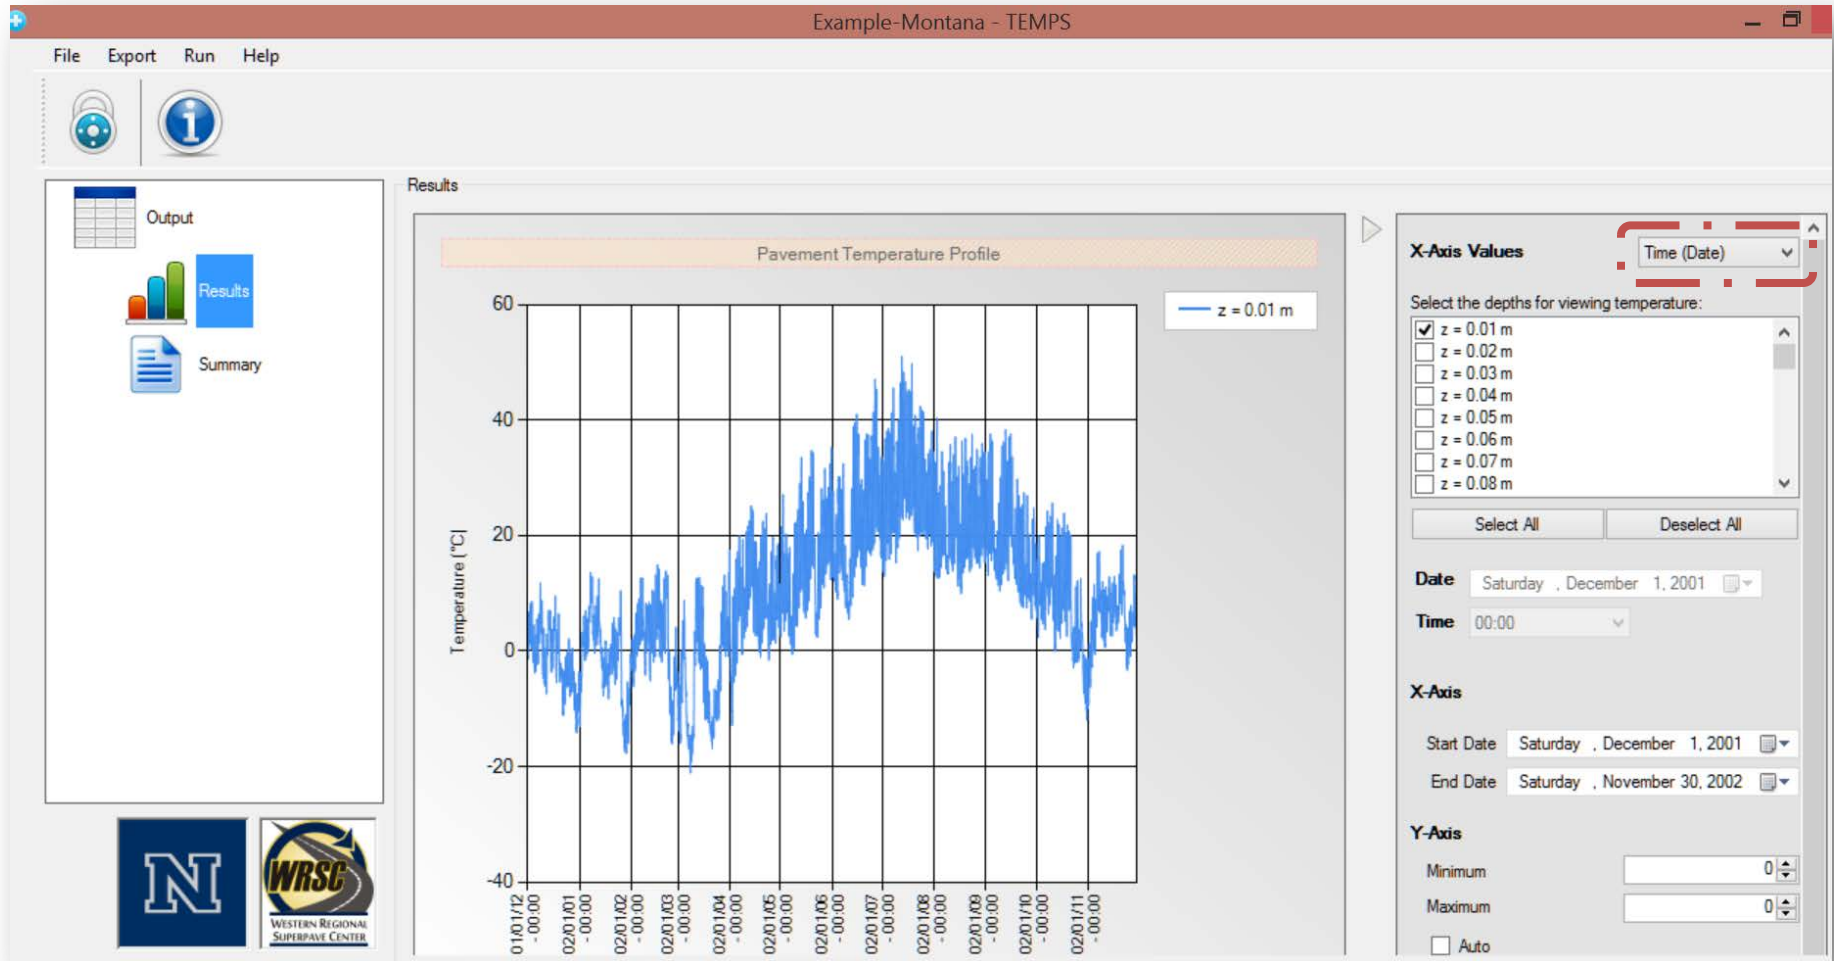 Example-Montana - TEMPS
File Export Run Help
Output
Results
Summary
N
WRSC
WESTERN REGIONAL
SUPERPAVE CENTER
Results
Pavement Temperature Profile
z = 0.01 m
Temperature (°C)
60
40
20
0
-20
-40
01/01/12 - 00:00
02/01/01 - 00:00
02/01/02 - 00:00
02/01/03 - 00:00
02/01/04 - 00:00
02/01/05 - 00:00
02/01/06 - 00:00
02/01/07 - 00:00
02/01/08 - 00:00
02/01/09 - 00:00
02/01/10 - 00:00
02/01/11 - 00:00
X-Axis Values Time (Date)
Select the depths for viewing temperature:
z = 0.01 m
z = 0.02 m
z = 0.03 m
z = 0.04 m
z = 0.05 m
z = 0.06 m
z = 0.07 m
z = 0.08 m
Select All Deselect All
Date Saturday , December 1, 2001
Time 00:00
X-Axis
Start Date Saturday , December 1, 2001
End Date Saturday , November 30, 2002
Y-Axis
Minimum 0
Maximum 0
Auto